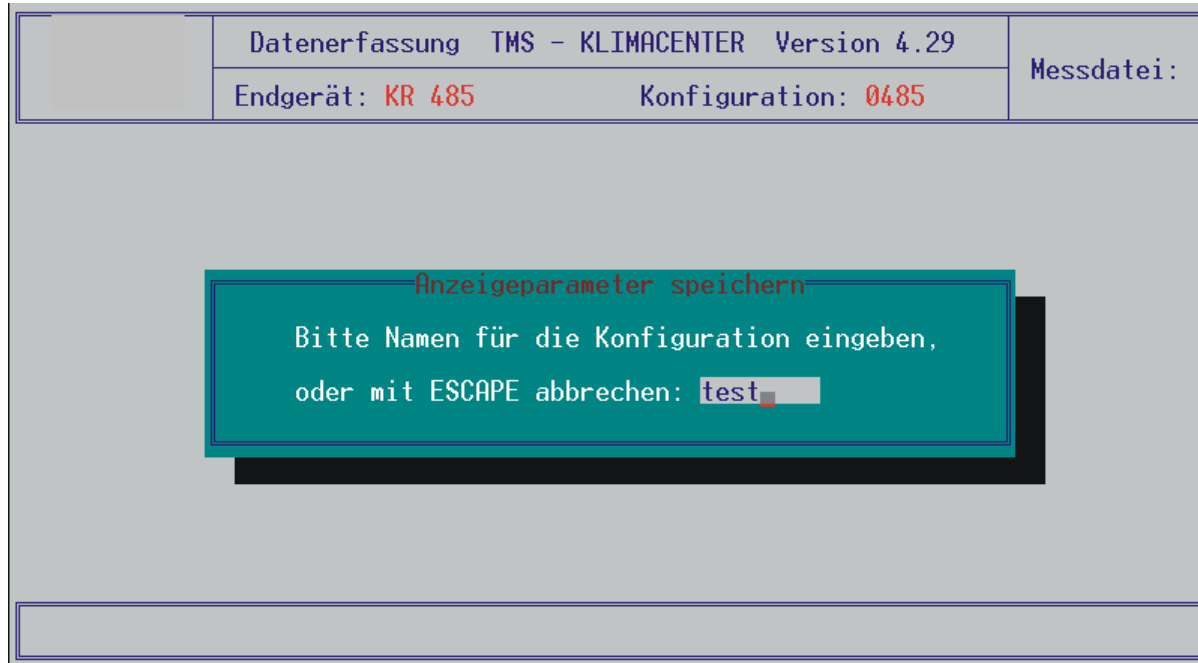 Datenerfassung TMS - KLIMACENTER Version 4.29
Messdatei:
Endgerät: KR 485 Konfiguration: 0485
Anzeigeparameter speichern
Bitte Namen für die Konfiguration eingeben,
oder mit ESCAPE abbrechen: test